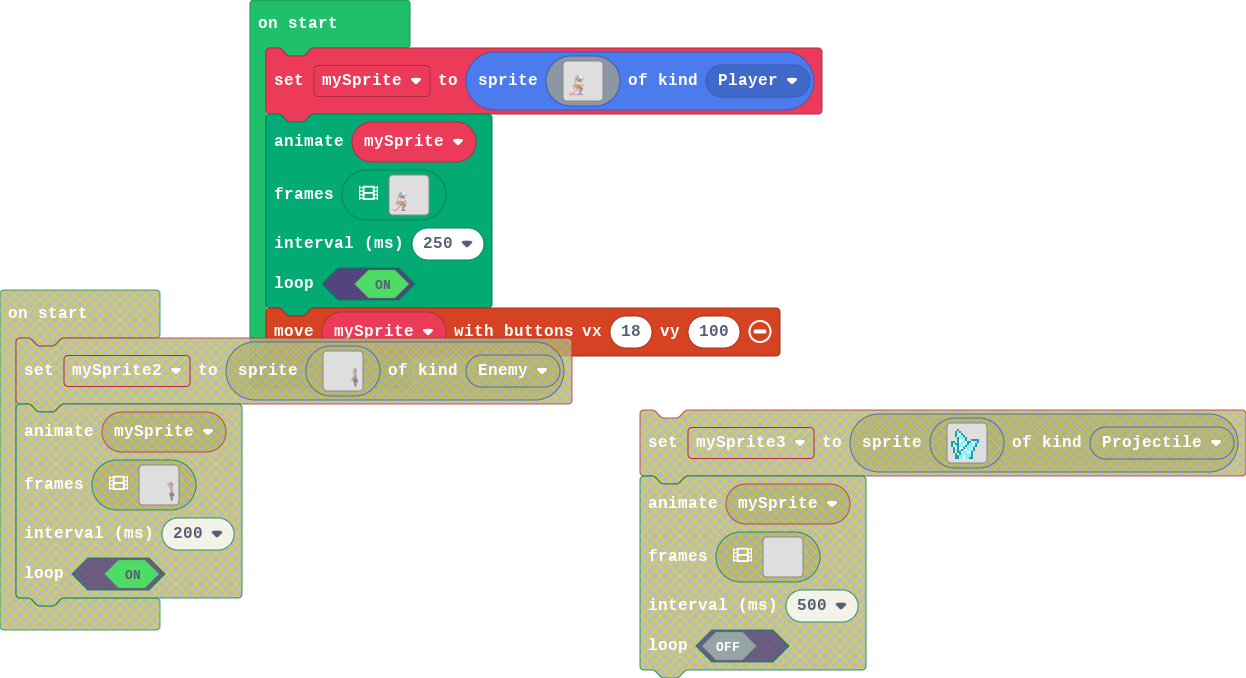 on start
set mySprite to sprite of kind Player
animate mySprite
frames
interval (ms) 250
loop ON
move mySprite with buttons vx 18 vy 100
on start
set mySprite2 to sprite of kind Enemy
animate mySprite
frames
interval (ms) 200
loop ON
set mySprite3 to sprite of kind Projectile
animate mySprite
frames
interval (ms) 500
loop OFF